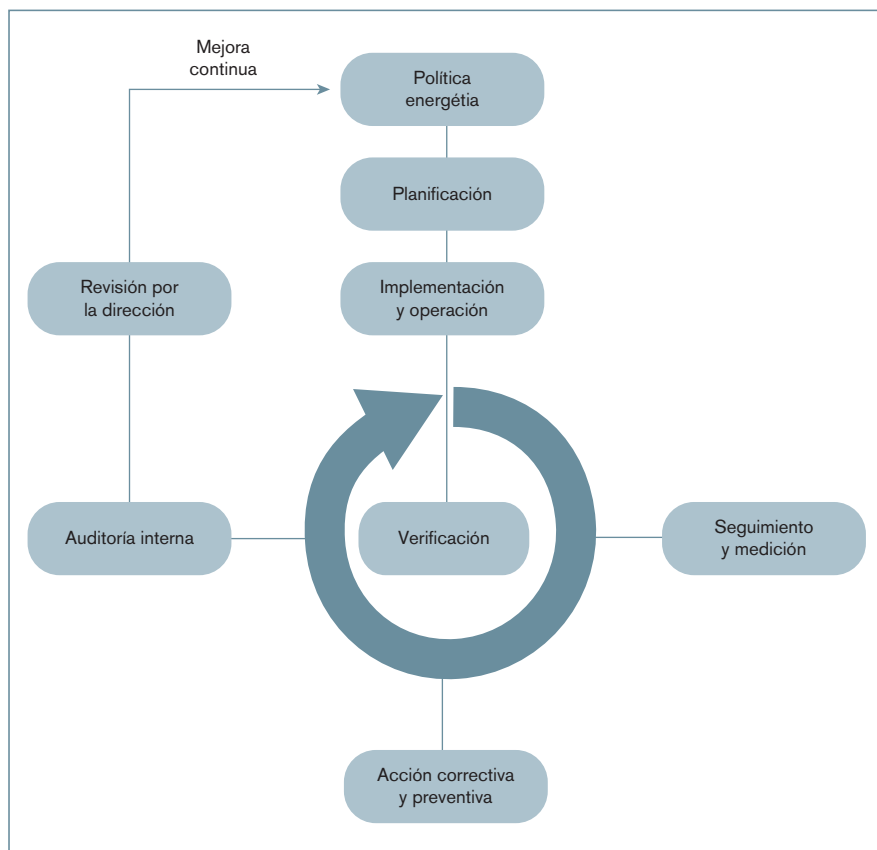 Mejora
continua
Política
energétia
Planificación
Implementación
y operación
Revisión por
la dirección
Auditoría interna
Verificación
Seguimiento
y medición
Acción correctiva
y preventiva